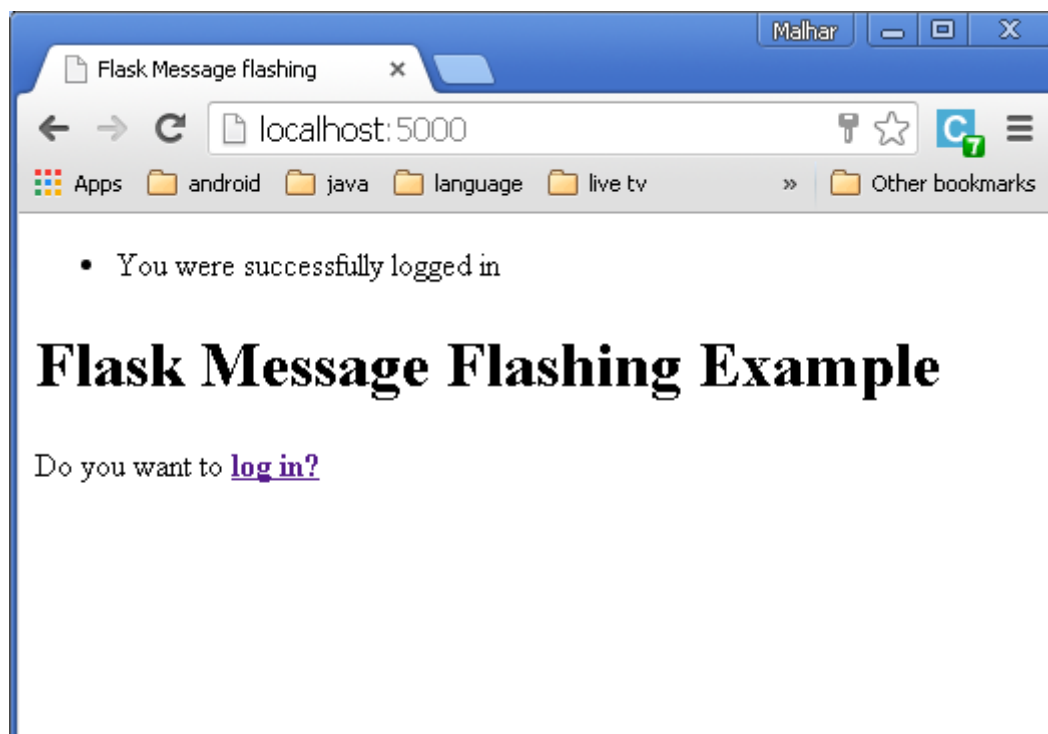 Malhar
Flask Message flashing
localhost:5000
C 7
Apps android java language live tv » Other bookmarks
• You were successfully logged in
Flask Message Flashing Example
Do you want to log in?